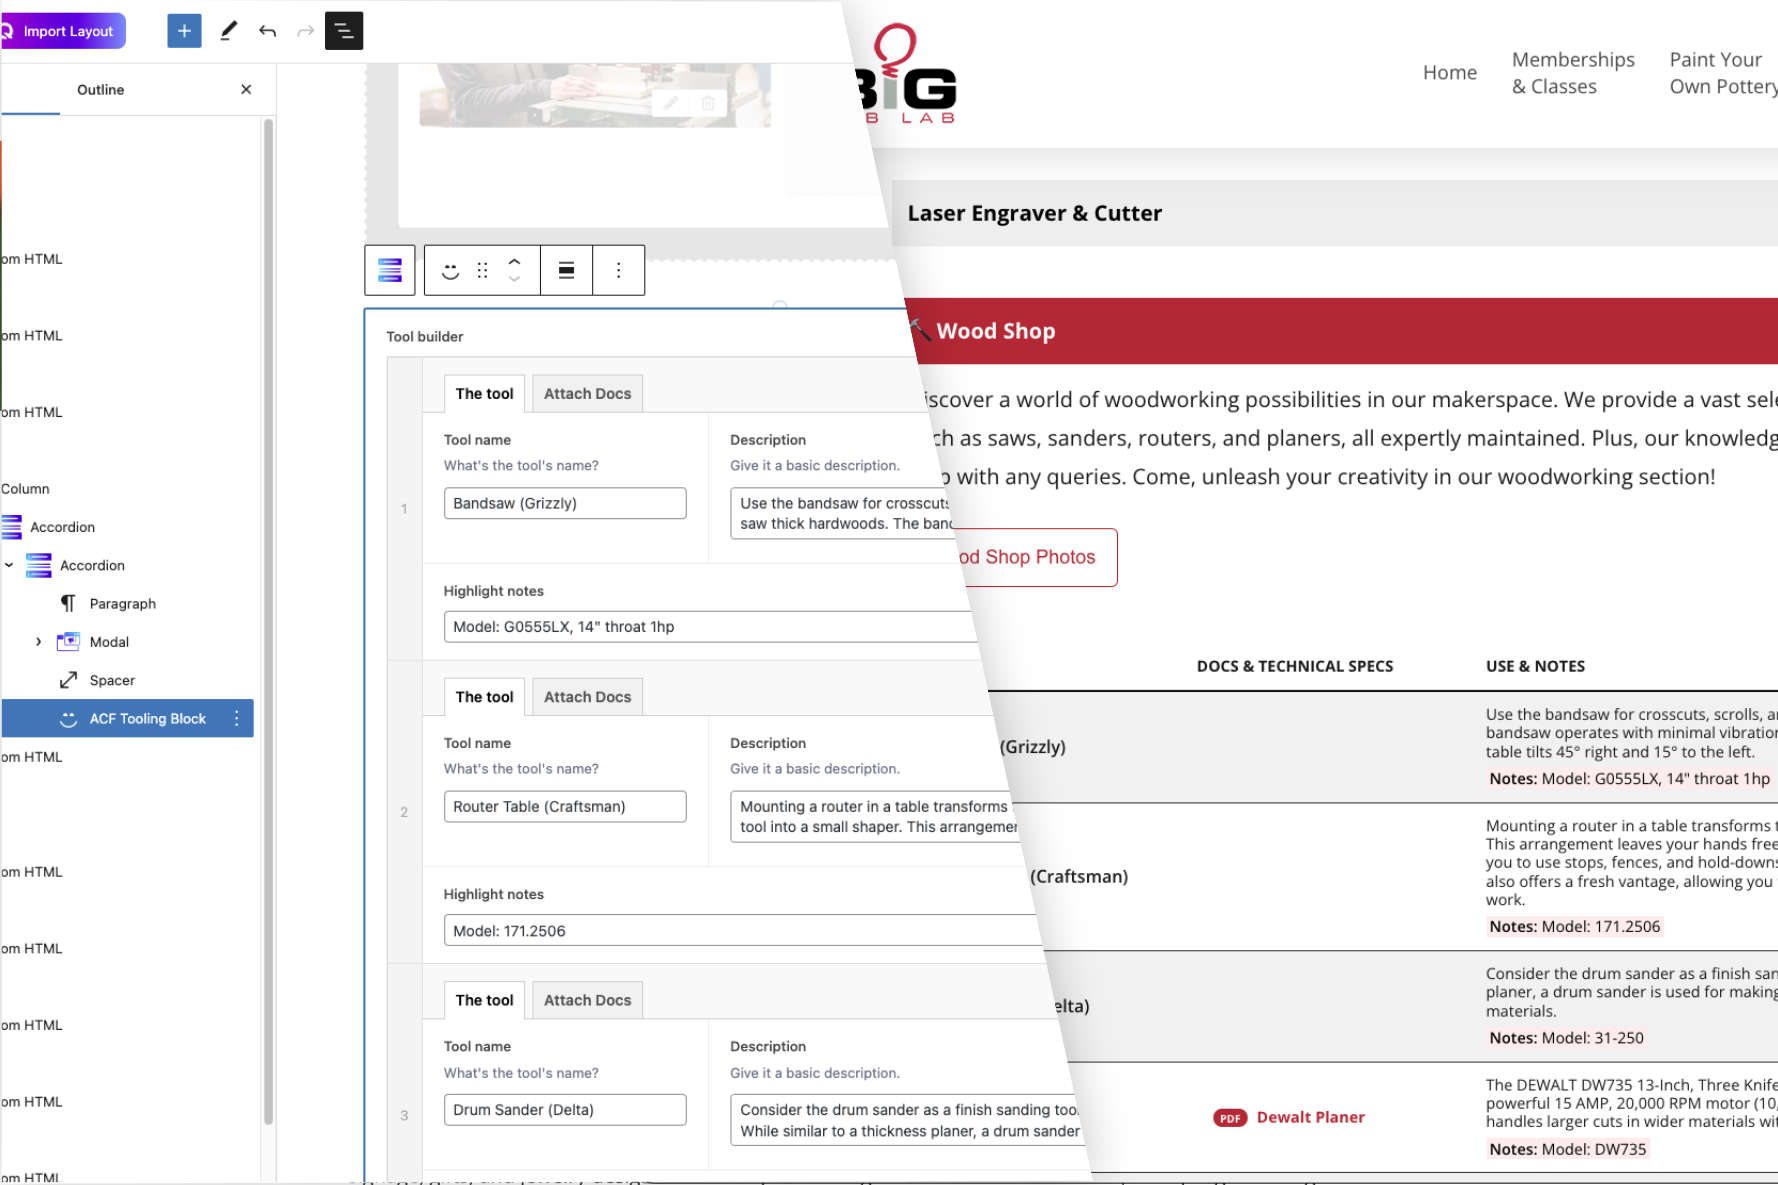 Import Layout
Outline
om HTML
om HTML
om HTML
Column
Accordion
Accordion
Paragraph
Modal
Spacer
ACF Tooling Block
om HTML
om HTML
om HTML
om HTML
om HTML
om HTML
Tool builder
1
The tool
Attach Docs
Tool name
What's the tool's name?
Bandsaw (Grizzly)
Description
Give it a basic description.
Use the bandsaw for crosscuts
saw thick hardwoods. The band
Highlight notes
Model: G0555LX, 14" throat 1hp
2
The tool
Attach Docs
Tool name
What's the tool's name?
Router Table (Craftsman)
Description
Give it a basic description.
Mounting a router in a table transforms
tool into a small shaper. This arrangemen
Highlight notes
Model: 171.2506
3
The tool
Attach Docs
Tool name
What's the tool's name?
Drum Sander (Delta)
Description
Give it a basic description.
Consider the drum sander as a finish sanding too
While similar to a thickness planer, a drum sander
BiG
B LAB
Home
Memberships
& Classes
Paint Your
Own Pottery
Laser Engraver & Cutter
Wood Shop
iscover a world of woodworking possibilities in our makerspace. We provide a vast sele
ch as saws, sanders, routers, and planers, all expertly maintained. Plus, our knowledg
p with any queries. Come, unleash your creativity in our woodworking section!
od Shop Photos
DOCS & TECHNICAL SPECS
USE & NOTES
(Grizzly)
Use the bandsaw for crosscuts, scrolls, a
bandsaw operates with minimal vibration
table tilts 45° right and 15° to the left.
Notes: Model: G0555LX, 14" throat 1hp
(Craftsman)
Mounting a router in a table transforms t
This arrangement leaves your hands free
you to use stops, fences, and hold-downs
also offers a fresh vantage, allowing you
work.
Notes: Model: 171.2506
elta)
Consider the drum sander as a finish san
planer, a drum sander is used for making
materials.
Notes: Model: 31-250
PDF Dewalt Planer
The DEWALT DW735 13-Inch, Three Knife
powerful 15 AMP, 20,000 RPM motor (10,
handles larger cuts in wider materials wit
Notes: Model: DW735